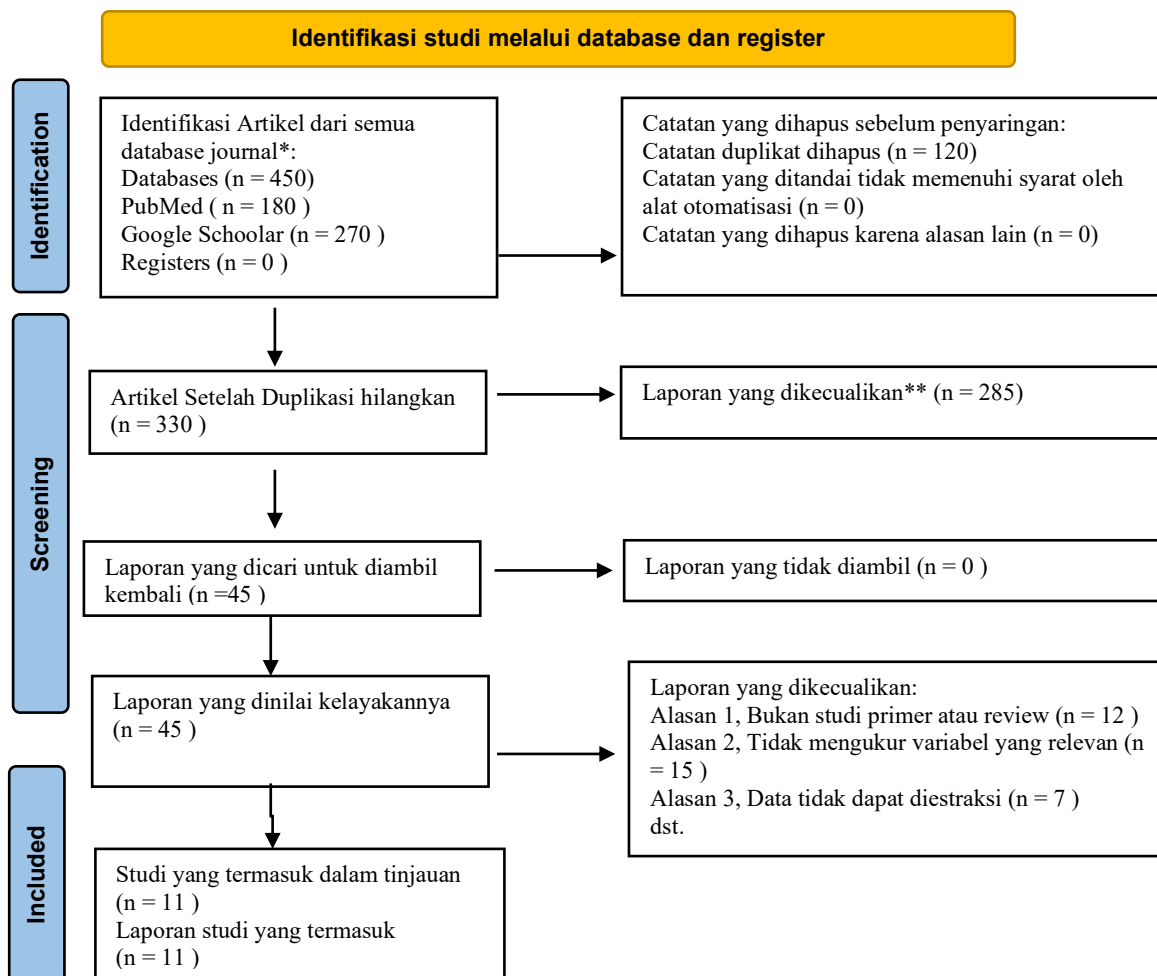 Identifikasi studi melalui database dan register
Identification
Identifikasi Artikel dari semua
database journal*:
Databases (n = 450)
PubMed ( n = 180 )
Google Schoolar (n = 270 )
Registers (n = 0 )
Catatan yang dihapus sebelum penyaringan:
Catatan duplikat dihapus (n = 120)
Catatan yang ditandai tidak memenuhi syarat oleh
alat otomatisasi (n = 0)
Catatan yang dihapus karena alasan lain (n = 0)
Screening
Artikel Setelah Duplikasi hilangkan
(n = 330 )
Laporan yang dikecualikan** (n = 285)
Laporan yang dicari untuk diambil
kembali (n =45 )
Laporan yang tidak diambil (n = 0 )
Laporan yang dinilai kelayakannya
(n = 45 )
Laporan yang dikecualikan:
Alasan 1, Bukan studi primer atau review (n = 12 )
Alasan 2, Tidak mengukur variabel yang relevan (n
= 15 )
Alasan 3, Data tidak dapat diestraksi (n = 7 )
dst.
Included
Studi yang termasuk dalam tinjauan
(n = 11 )
Laporan studi yang termasuk
(n = 11 )